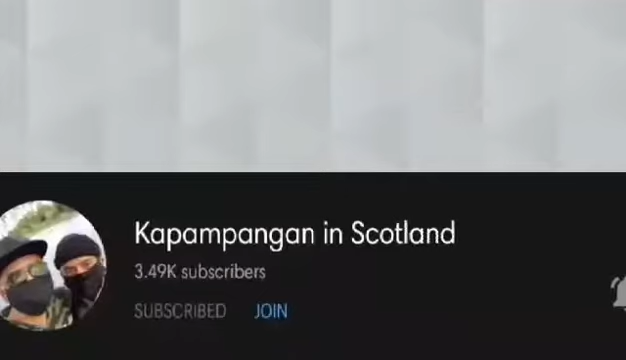 Kapampangan in Scotland
3.49K subscribers
SUBSCRIBED JOIN